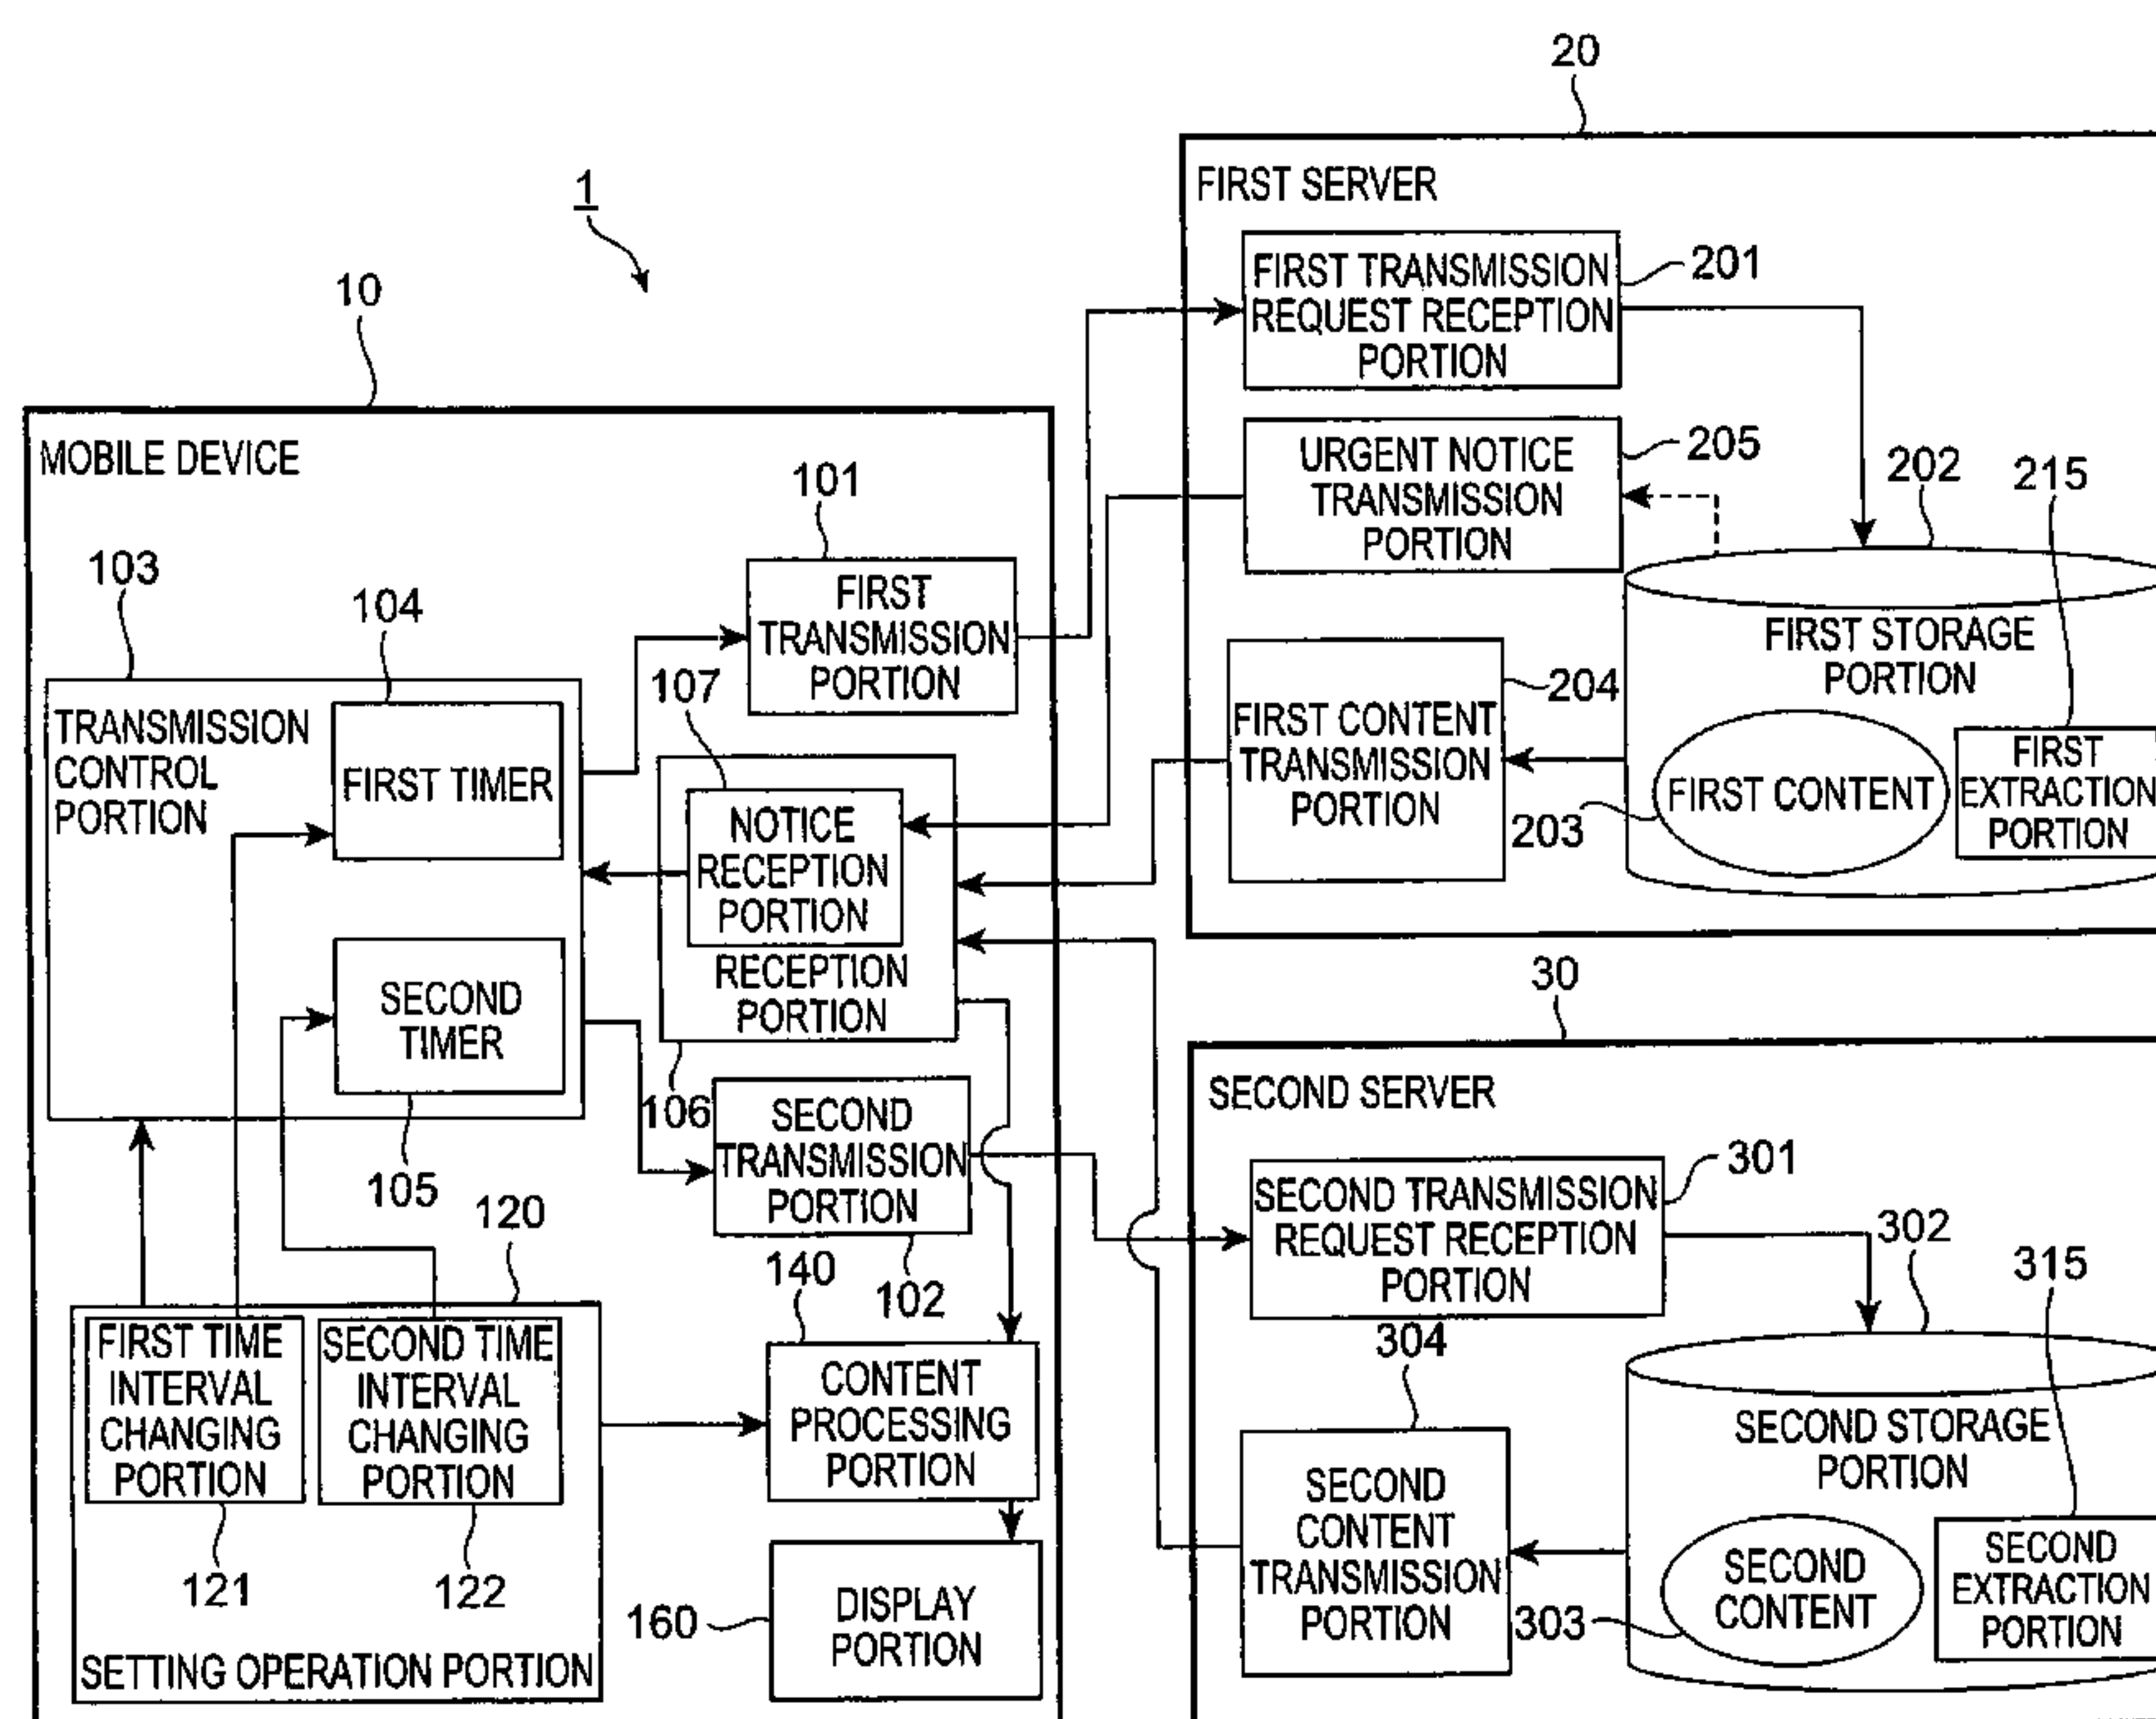 20
1
FIRST SERVER
10
FIRST TRANSMISSION
REQUEST RECEPTION
PORTION
201
MOBILE DEVICE
URGENT NOTICE
TRANSMISSION
PORTION
205
202
215
101
103
104
FIRST
TRANSMISSION
PORTION
FIRST STORAGE
PORTION
107
204
TRANSMISSION
CONTROL
PORTION
FIRST TIMER
FIRST CONTENT
TRANSMISSION
PORTION
FIRST CONTENT
FIRST
EXTRACTION
PORTION
203
NOTICE
RECEPTION
PORTION
RECEPTION
PORTION
30
SECOND
TIMER
106
SECOND SERVER
SECOND
TRANSMISSION
PORTION
105
120
301
SECOND TRANSMISSION
REQUEST RECEPTION
PORTION
302
315
140
102
304
FIRST TIME
INTERVAL
CHANGING
PORTION
SECOND TIME
INTERVAL
CHANGING
PORTION
CONTENT
PROCESSING
PORTION
SECOND STORAGE
PORTION
SECOND
CONTENT
TRANSMISSION
PORTION
SECOND
CONTENT
SECOND
EXTRACTION
PORTION
121
122
160
DISPLAY
PORTION
303
SETTING OPERATION PORTION